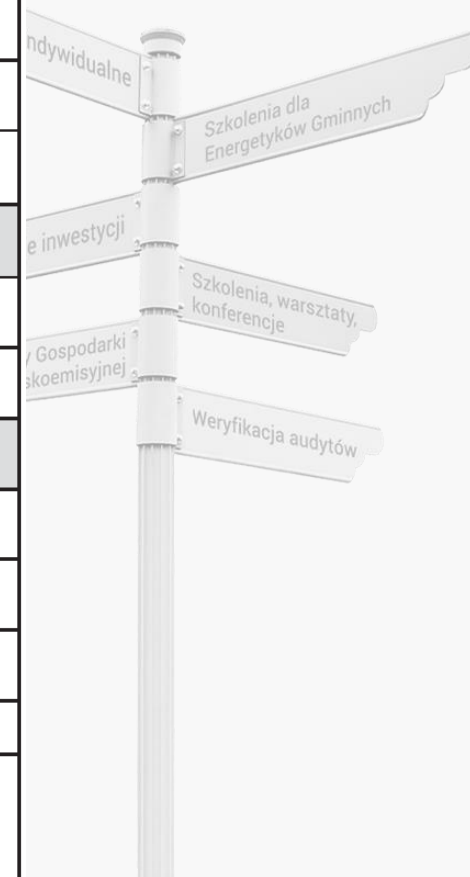 ndywidualne
Szkolenia dla
Energetyków Gminnych
e inwestycji
Szkolenia, warsztaty,
konferencje
y Gospodarki
skoemisyjnej
Weryfikacja audytów